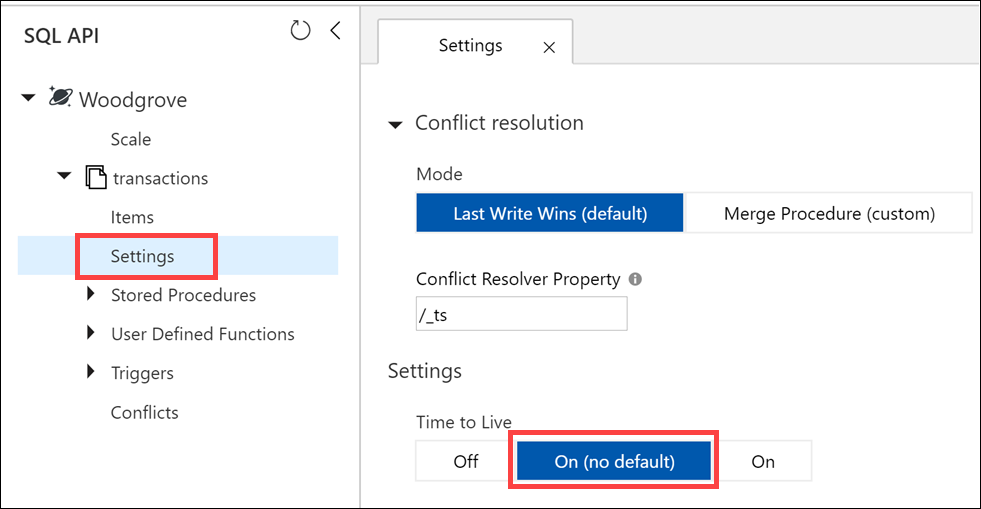 SQL API
Woodgrove
Scale
transactions
Items
Settings
Stored Procedures
User Defined Functions
Triggers
Conflicts
Settings
Conflict resolution
Mode
Last Write Wins (default) Merge Procedure (custom)
Conflict Resolver Property
/_ts
Settings
Time to Live
Off On (no default) On